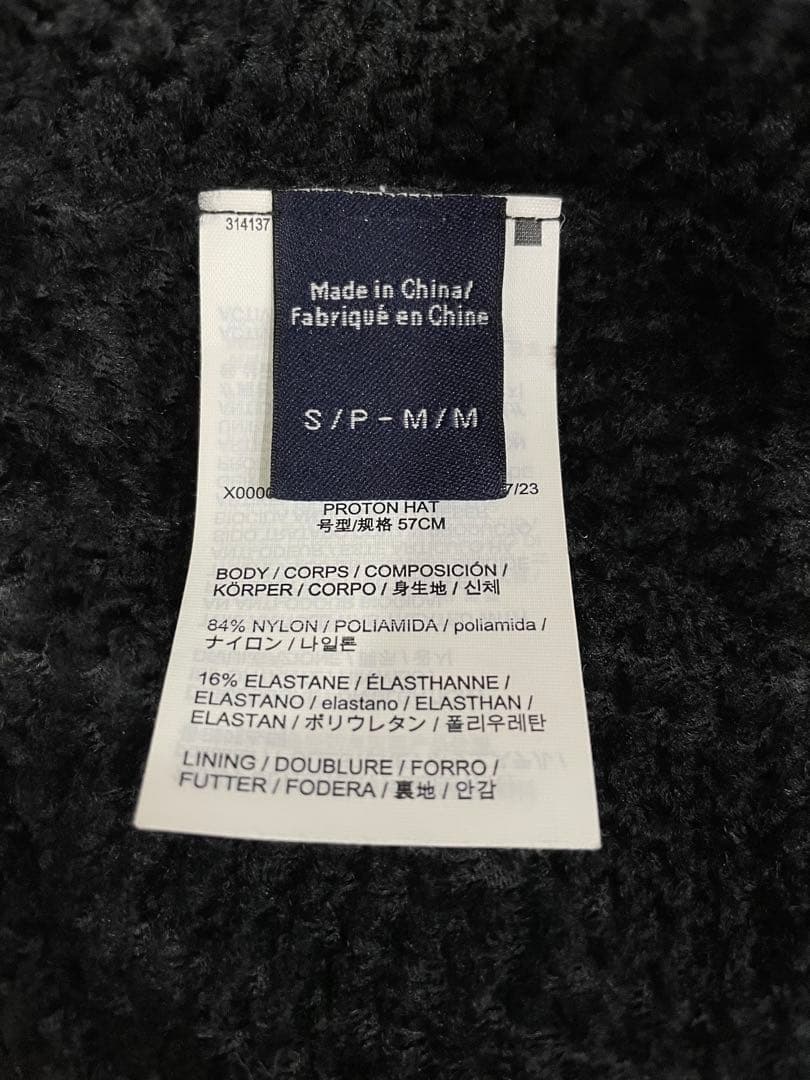 314137
Made in China/
Fabriqué en Chine
S/P - M/M
X0000
7/23
PROTON HAT
号型/规格 57CM
BODY / CORPS / COMPOSICIÓN /
KÖRPER / CORPO / 身生地 / 신체
84% NYLON / POLIAMIDA / poliamida /
ナイロン / 나일론
16% ELASTANE / ÉLASTHANNE /
ELASTANO / elastano / ELASTHAN /
ELASTAN / ポリウレタン / 폴리우레탄
LINING / DOUBLURE / FORRO /
FUTTER / FODERA / 裏地 / 안감